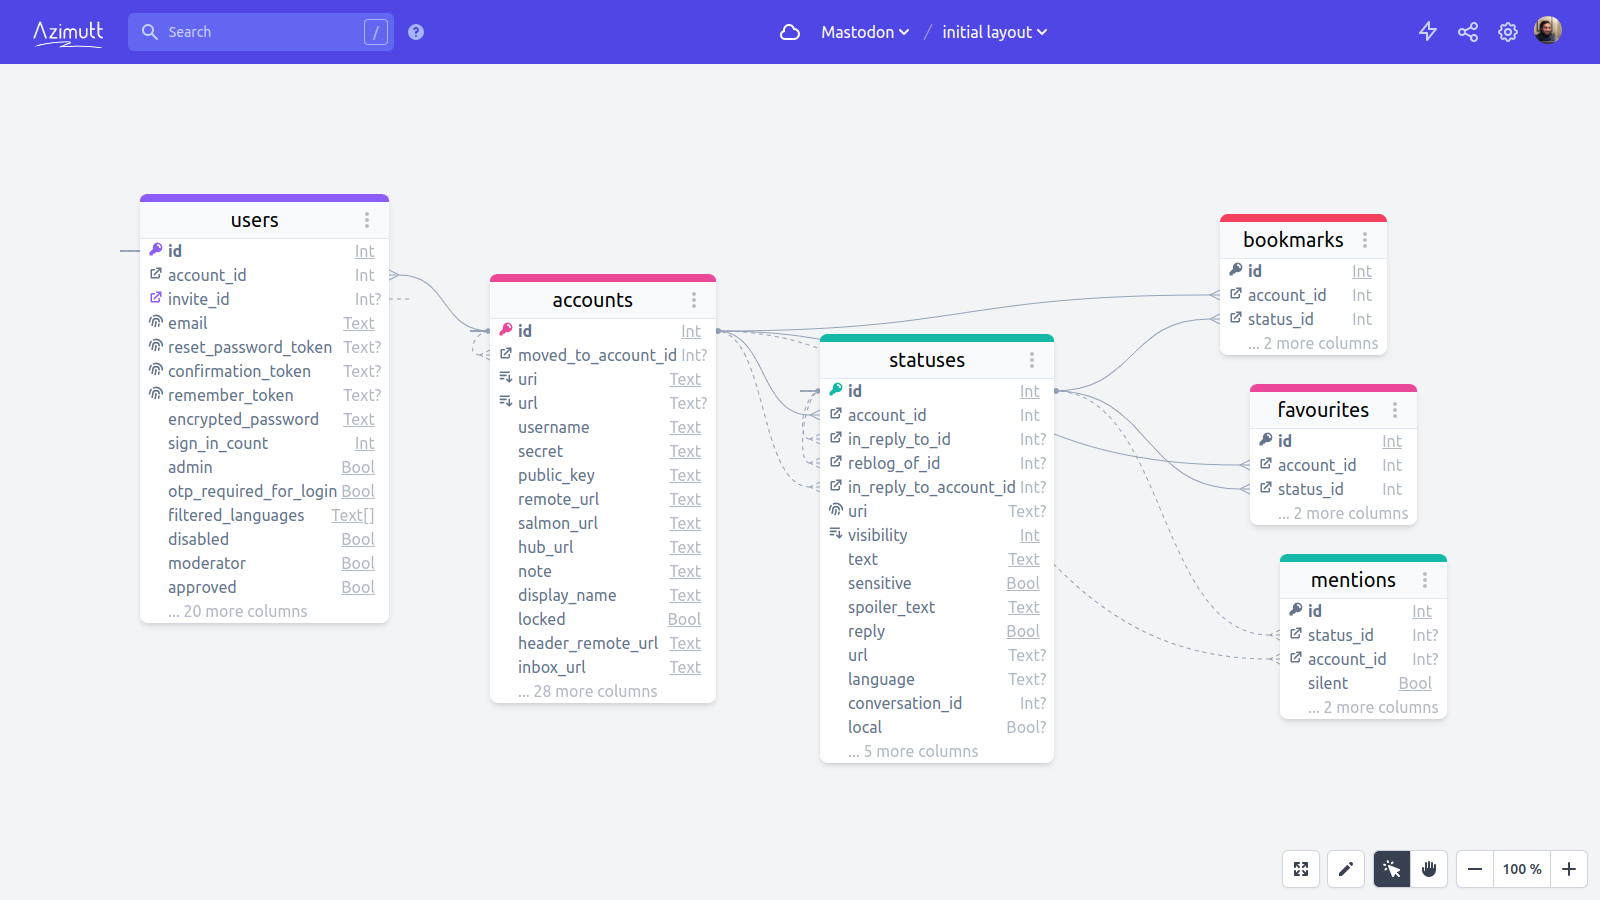 Azimutt
Search
/
?
Mastodon
/
initial layout
users
id Int
account_id Int
invite_id Int?
email Text
reset_password_token Text?
confirmation_token Text?
remember_token Text?
encrypted_password Text
sign_in_count Int
admin Bool
otp_required_for_login Bool
filtered_languages Text[]
disabled Bool
moderator Bool
approved Bool
... 20 more columns
accounts
id Int
moved_to_account_id Int?
uri Text
url Text?
username Text
secret Text
public_key Text
remote_url Text
salmon_url Text
hub_url Text
note Text
display_name Text
locked Bool
header_remote_url Text
inbox_url Text
... 28 more columns
statuses
id Int
account_id Int
in_reply_to_id Int?
reblog_of_id Int?
in_reply_to_account_id Int?
uri Text?
visibility Int
text Text
sensitive Bool
spoiler_text Text
reply Bool
url Text?
language Text?
conversation_id Int?
local Bool?
... 5 more columns
bookmarks
id Int
account_id Int
status_id Int
... 2 more columns
favourites
id Int
account_id Int
status_id Int
... 2 more columns
mentions
id Int
status_id Int?
account_id Int?
silent Bool
... 2 more columns
100 %